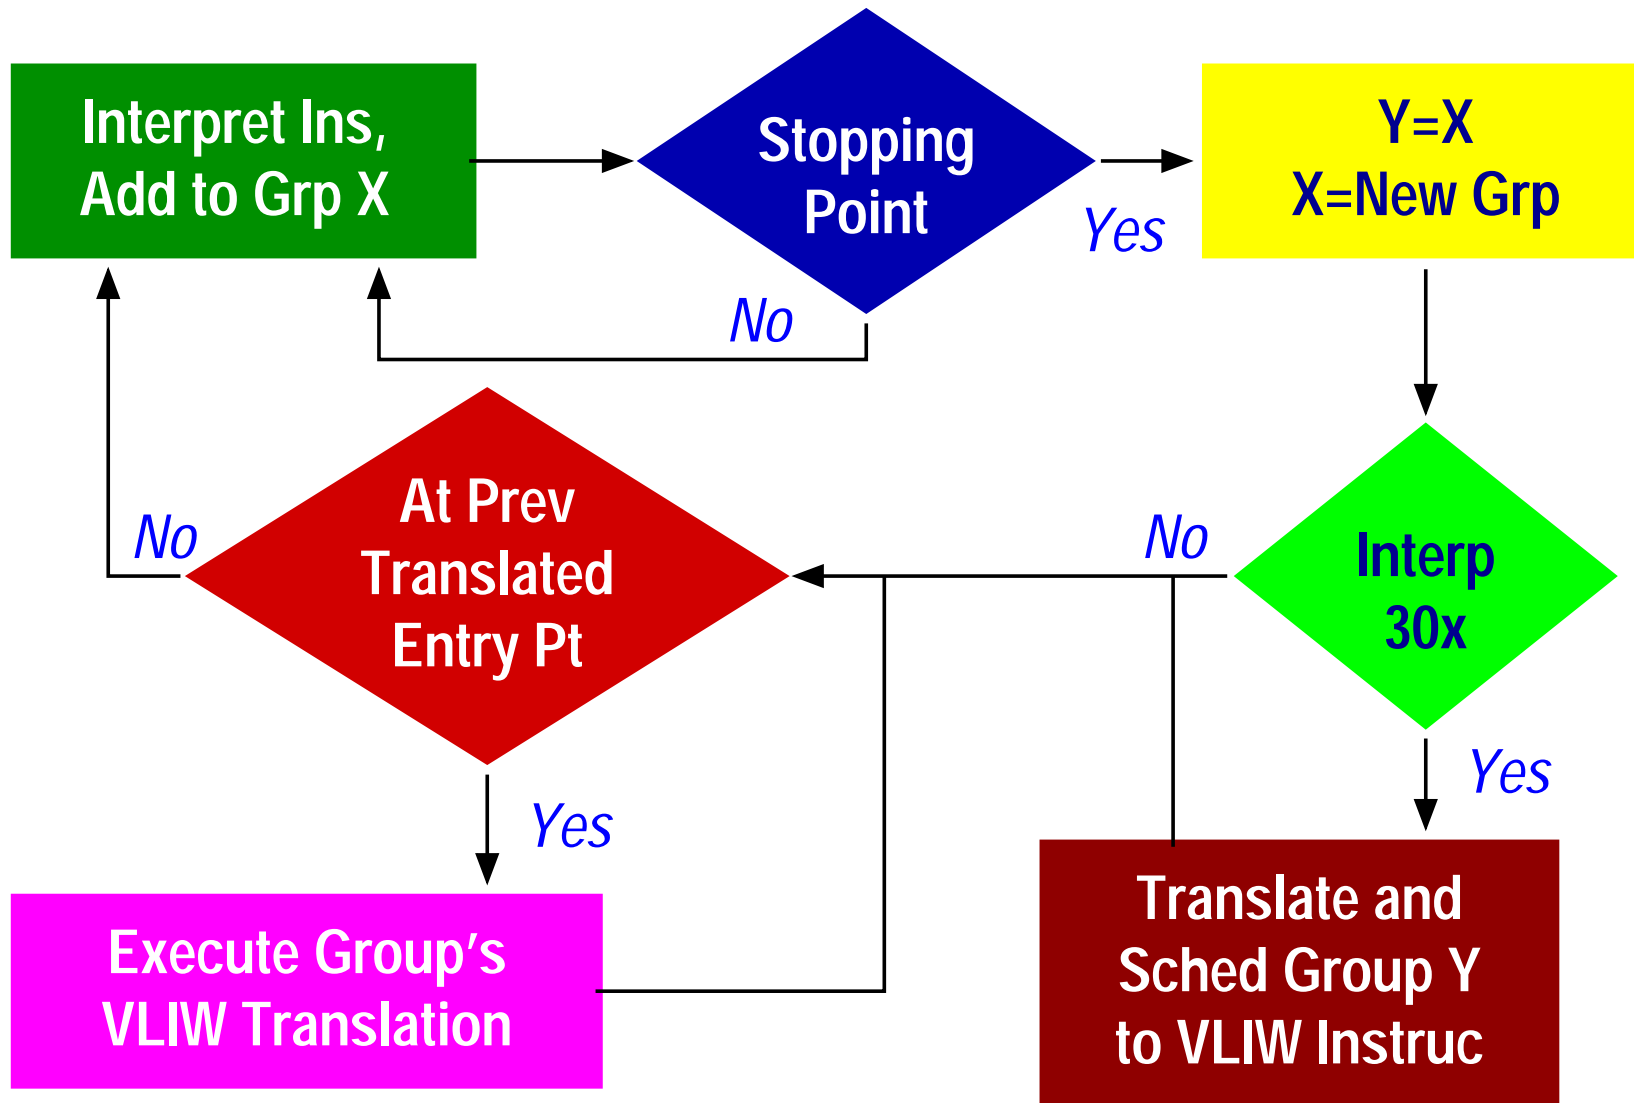 Interpret Ins,
Add to Grp X
Stopping
Point
Yes
Y=X
X=New Grp
No
At Prev
Translated
Entry Pt
No
No
Interp
30x
Yes
Yes
Execute Group's
VLIW Translation
Translate and
Sched Group Y
to VLIW Instruc